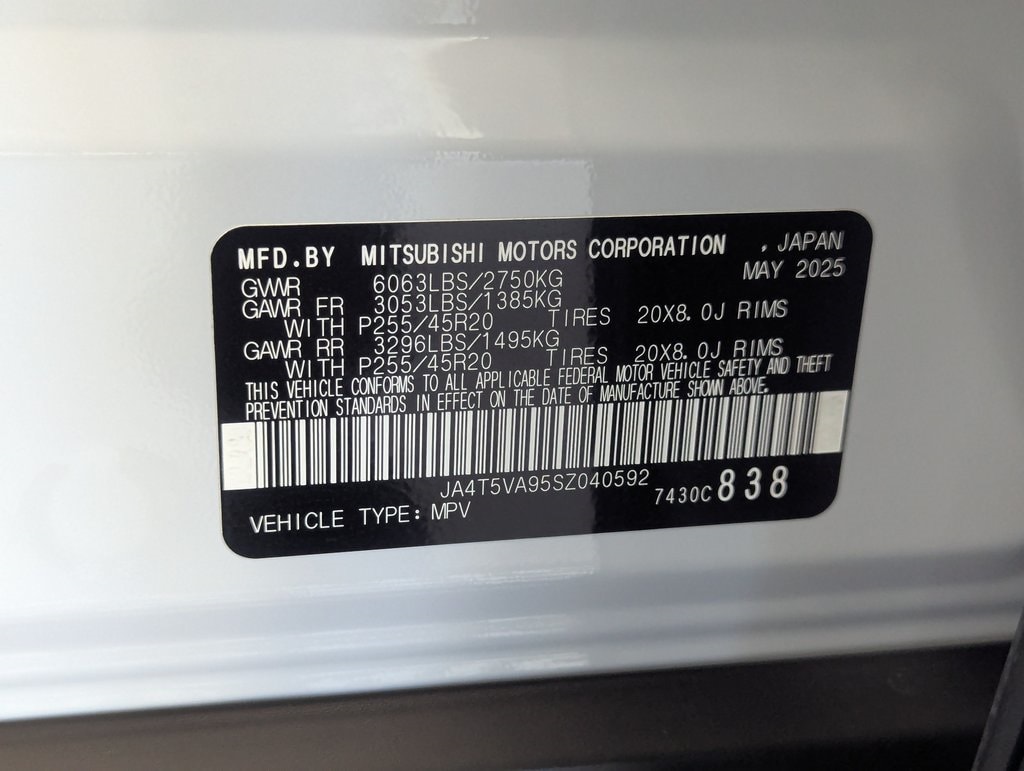 MFD.BY MITSUBISHI MOTORS CORPORATION , JAPAN
MAY 2025
GVWR 6063LBS/2750KG
GAWR FR 3053LBS/1385KG
WITH P255/45R20 TIRES 20X8.0J RIMS
GAWR RR 3296LBS/1495KG
WITH P255/45R20 TIRES 20X8.0J RIMS
THIS VEHICLE CONFORMS TO ALL APPLICABLE FEDERAL MOTOR VEHICLE SAFETY AND THEFT
PREVENTION STANDARDS IN EFFECT ON THE DATE OF MANUFACTURE SHOWN ABOVE.
JA4T5VA95SZ040592
7430C 838
VEHICLE TYPE: MPV